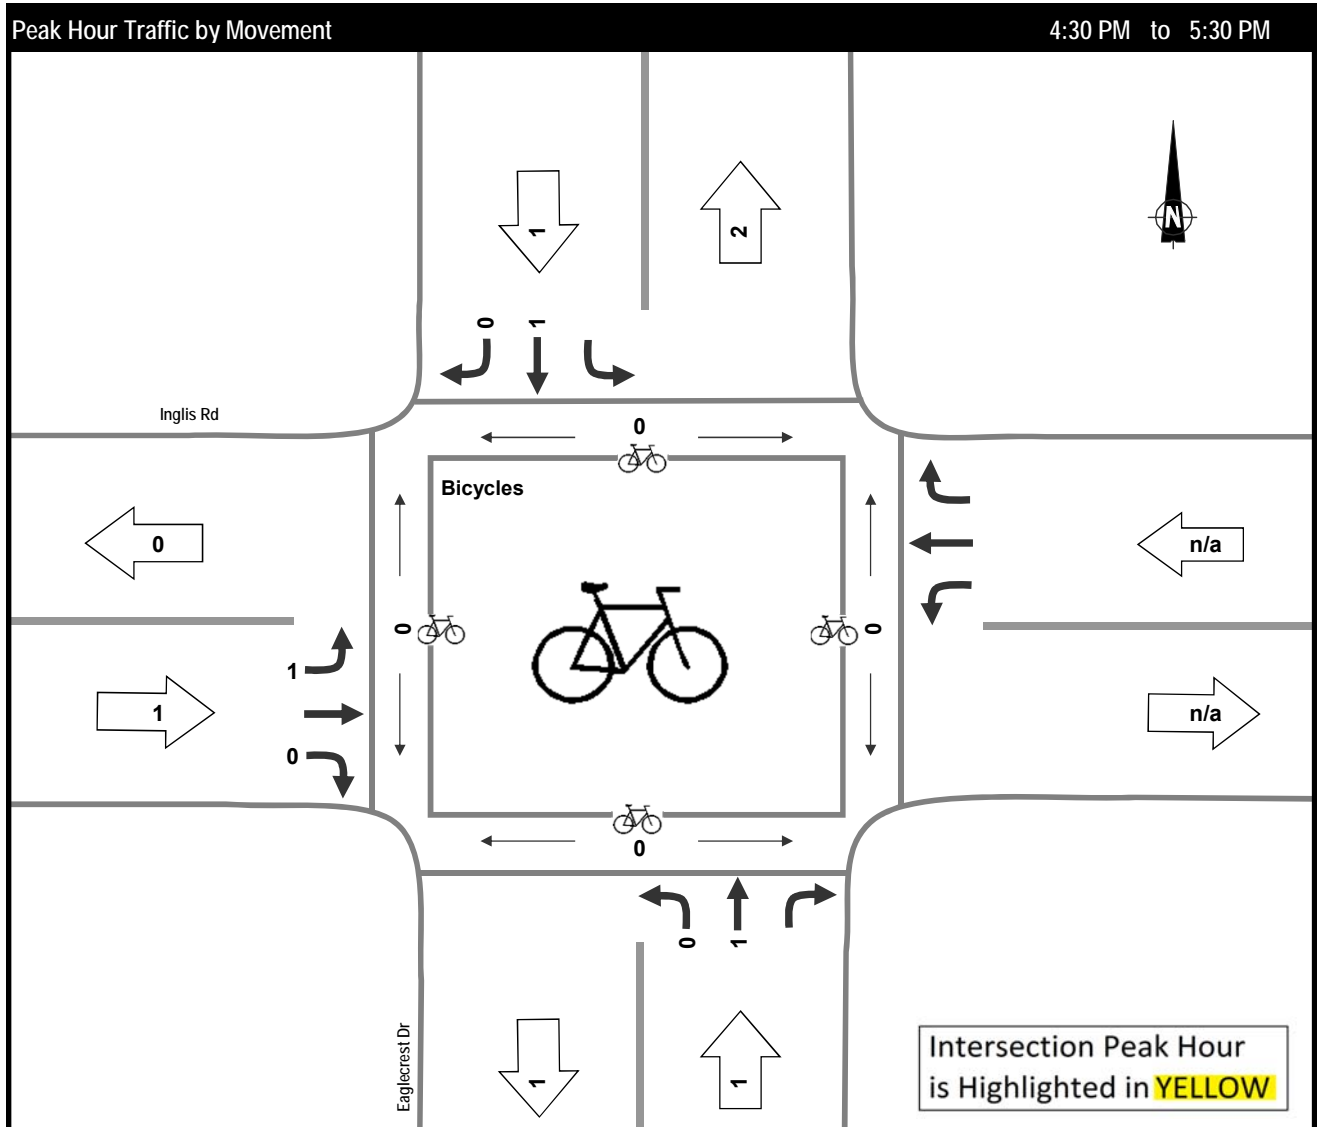 Peak Hour Traffic by Movement
4:30 PM to 5:30 PM
N
1
2
0
1
Inglis Rd
0
Bicycles
0
n/a
0
0
1
1
n/a
0
0
0
1
Eaglecrest Dr
1
1
Intersection Peak Hour
is Highlighted in YELLOW